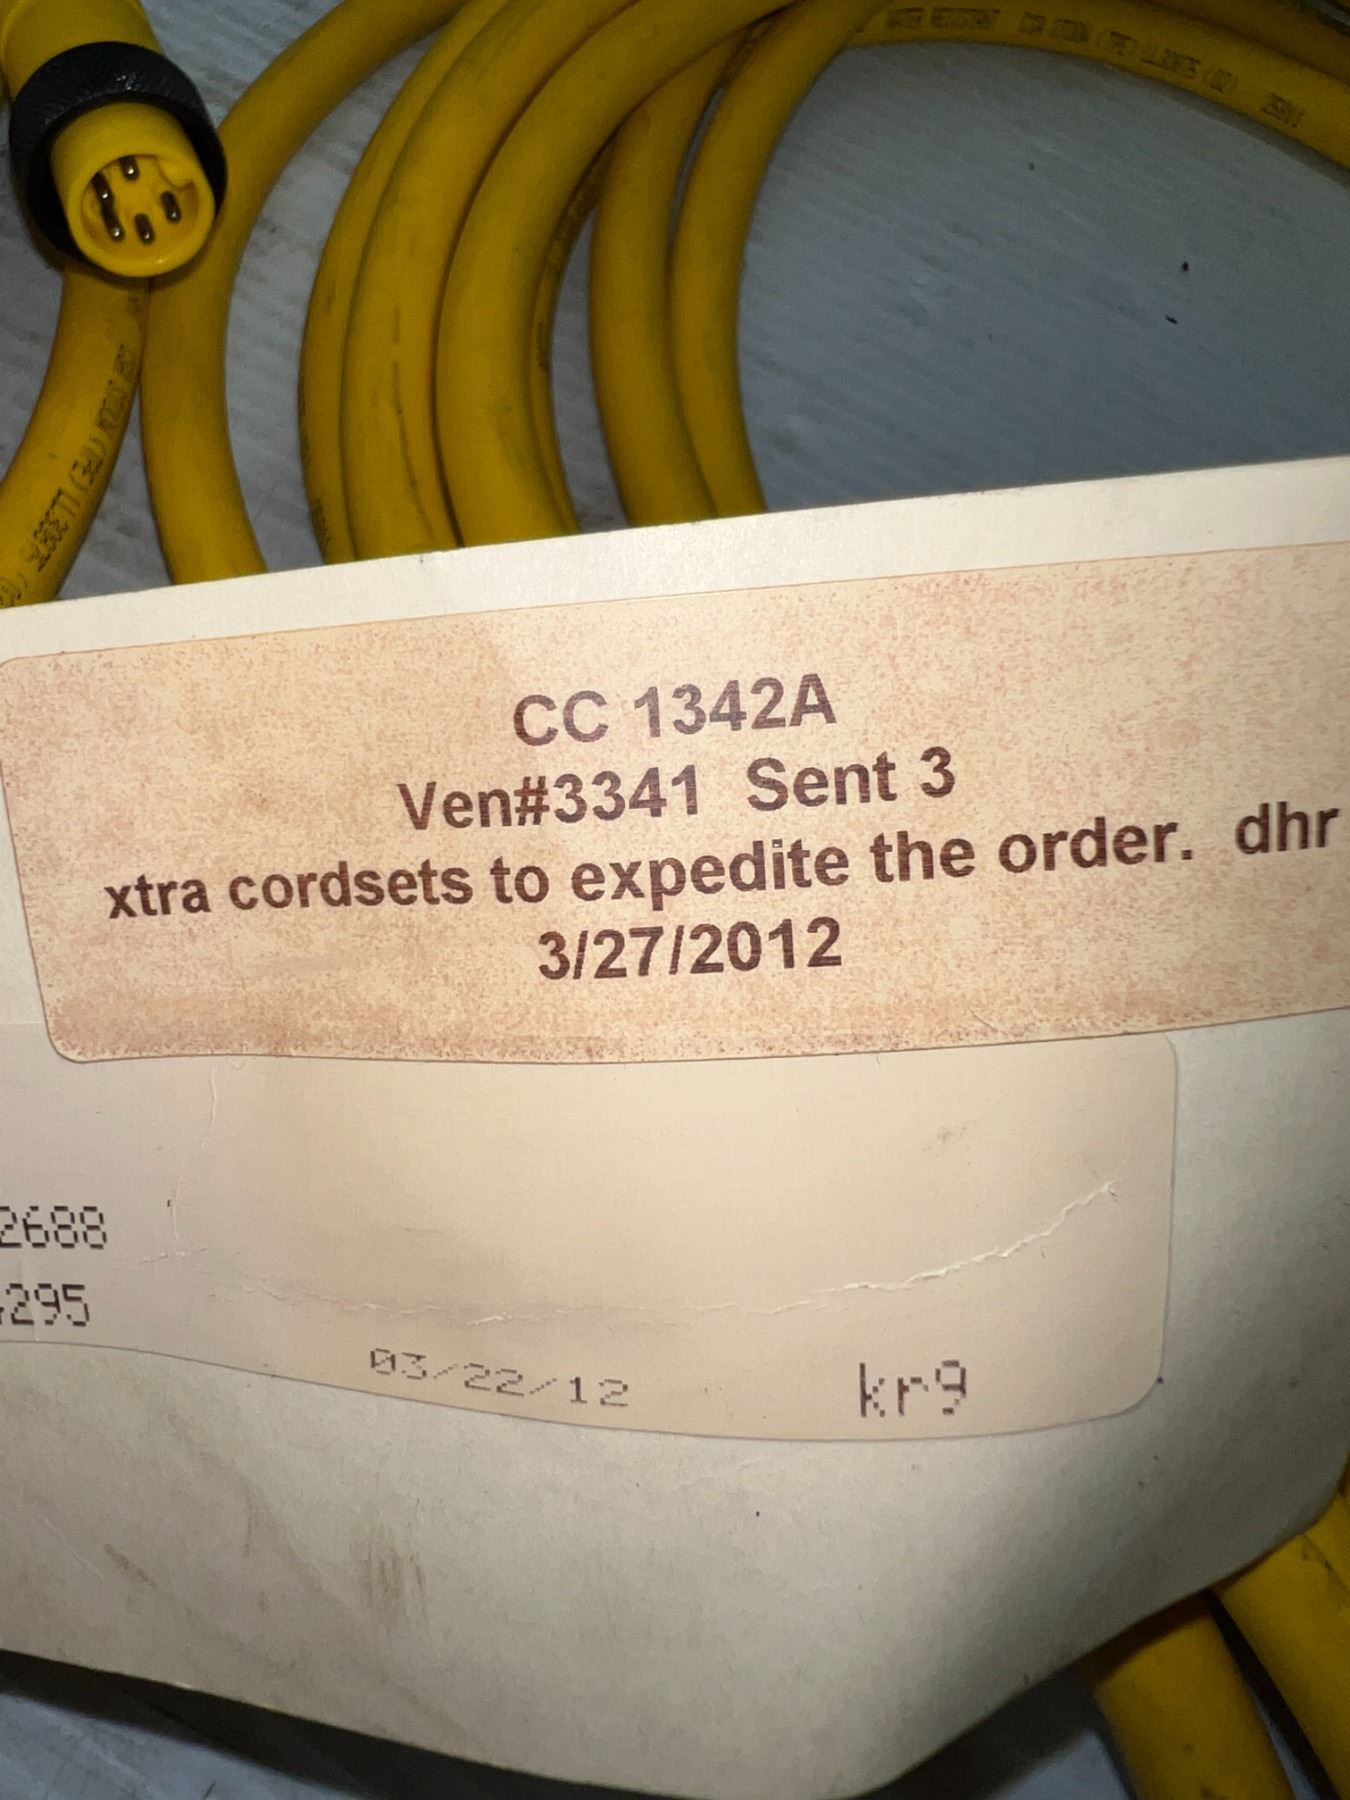 CC 1342A
Ven#3341 Sent 3
xtra cordsets to expedite the order. dhr
3/27/2012
2688
295
03/22/12 kr9